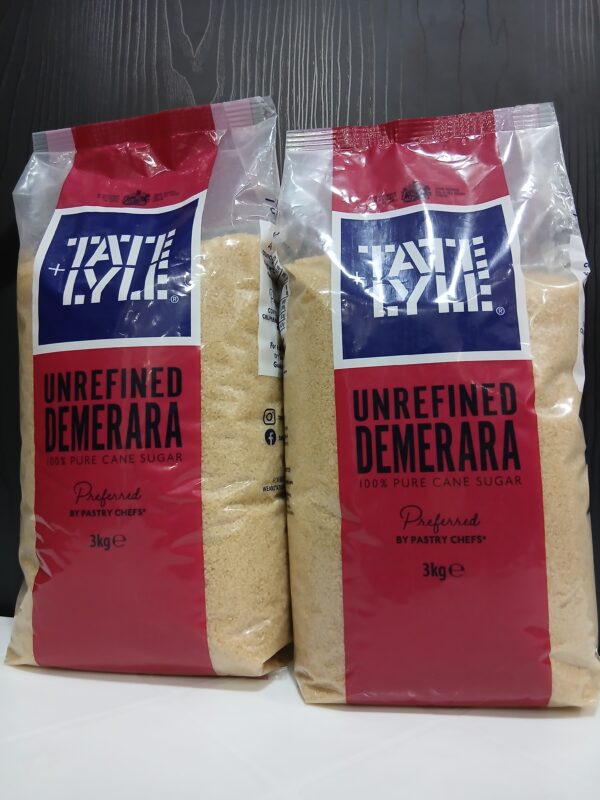 TATE
+LYLE®
UNREFINED
DEMERARA
100% PURE CANE SUGAR
Preferred
BY PASTRY CHEFS*
3kg e
TATE
+LYLE®
UNREFINED
DEMERARA
100% PURE CANE SUGAR
Preferred
BY PASTRY CHEFS*
3kg e